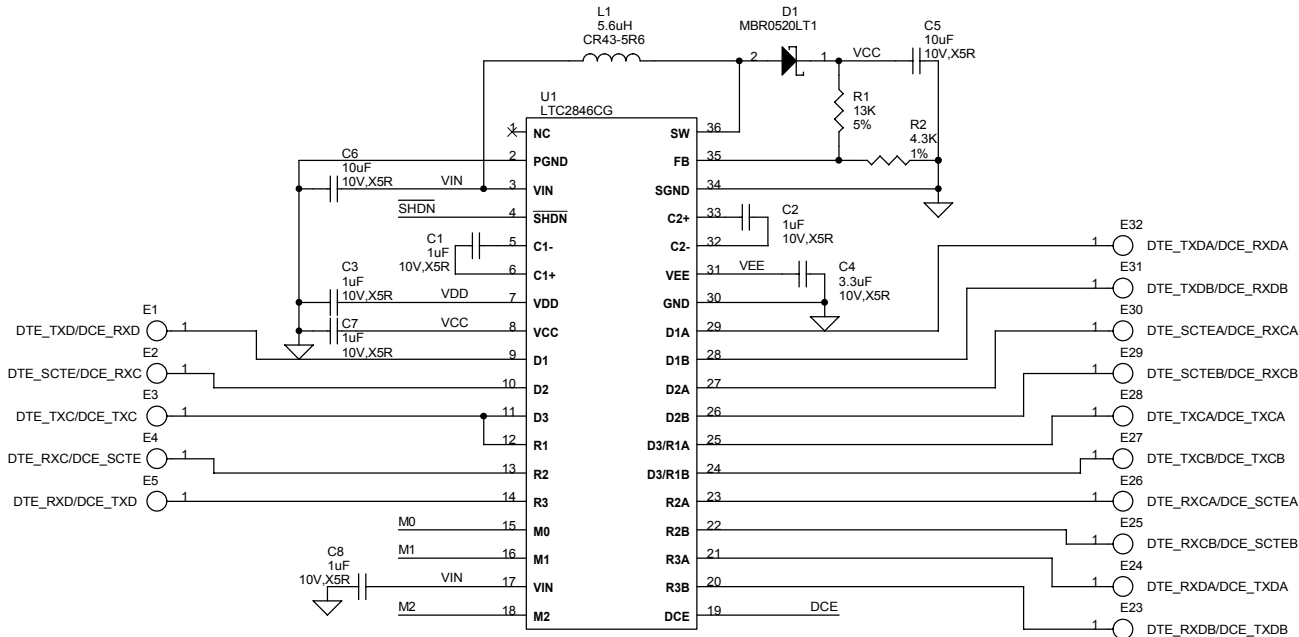 L1
5.6uH
CR43-5R6
D1
MBR0520LT1
2
1
VCC
C5
10uF
10V,X5R
R1
13K
5%
R2
4.3K
1%
U1
LTC2846CG
1 NC
2 PGND
3 VIN
4 SHDN
5 C1-
6 C1+
7 VDD
8 VCC
9 D1
10 D2
11 D3
12 R1
13 R2
14 R3
15 M0
16 M1
17 VIN
18 M2
SW 36
FB 35
SGND 34
C2+ 33
C2- 32
VEE 31
GND 30
D1A 29
D1B 28
D2A 27
D2B 26
D3/R1A 25
D3/R1B 24
R2A 23
R2B 22
R3A 21
R3B 20
DCE 19
C6
10uF
10V,X5R
VIN
SHDN
C1
1uF
10V,X5R
C3
1uF
10V,X5R
VDD
C7
1uF
10V,X5R
VCC
E1
DTE_TXD/DCE_RXD 1
E2
DTE_SCTE/DCE_RXC 1
E3
DTE_TXC/DCE_TXC 1
E4
DTE_RXC/DCE_SCTE 1
E5
DTE_RXD/DCE_TXD 1
M0
M1
C8
1uF
10V,X5R
VIN
M2
C2
1uF
10V,X5R
VEE
C4
3.3uF
10V,X5R
DCE
E32
1 DTE_TXDA/DCE_RXDA
E31
1 DTE_TXDB/DCE_RXDB
E30
1 DTE_SCTEA/DCE_RXCA
E29
1 DTE_SCTEB/DCE_RXCB
E28
1 DTE_TXCA/DCE_TXCA
E27
1 DTE_TXCB/DCE_TXCB
E26
1 DTE_RXCA/DCE_SCTEA
E25
1 DTE_RXCB/DCE_SCTEB
E24
1 DTE_RXDA/DCE_TXDA
E23
1 DTE_RXDB/DCE_TXDB